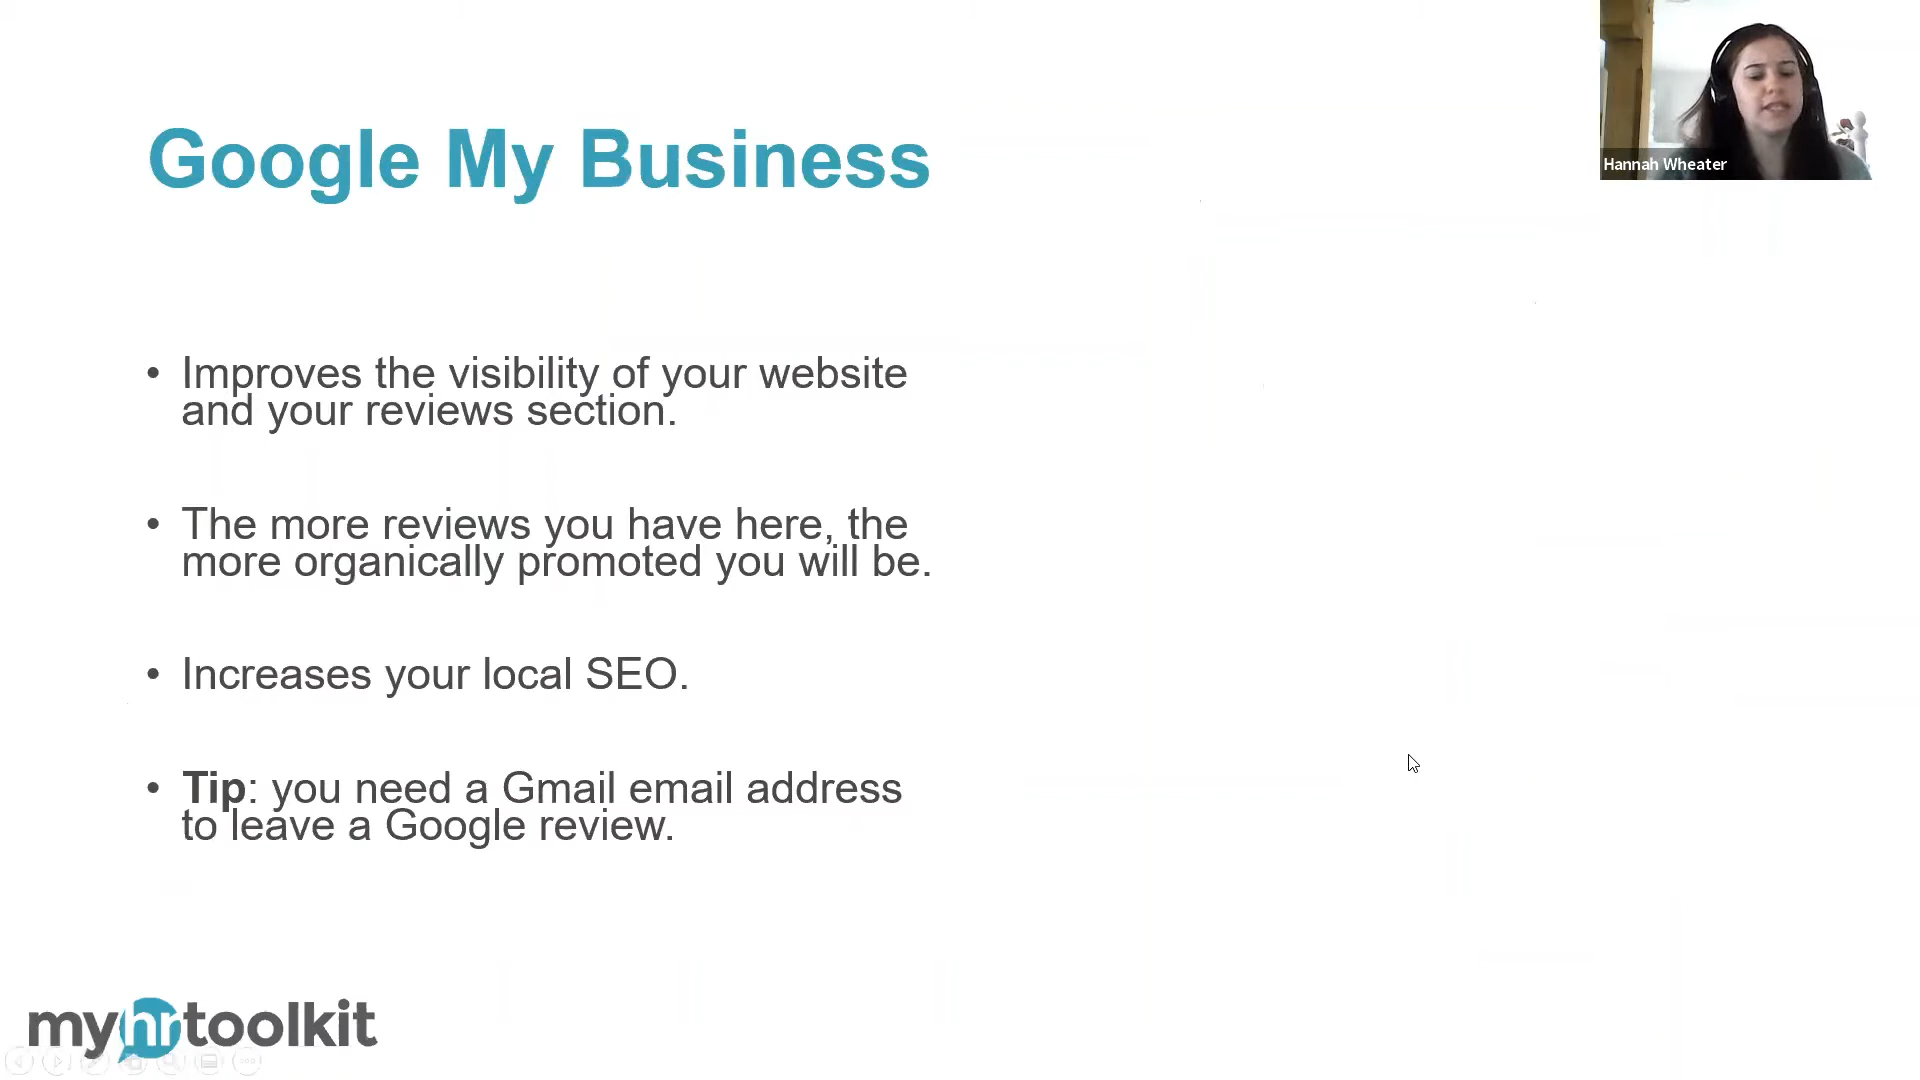 Google My Business
Hannah Wheater
• Improves the visibility of your website
and your reviews section.
• The more reviews you have here, the
more organically promoted you will be.
• Increases your local SEO.
• Tip: you need a Gmail email address
to leave a Google review.
myhrtoolkit